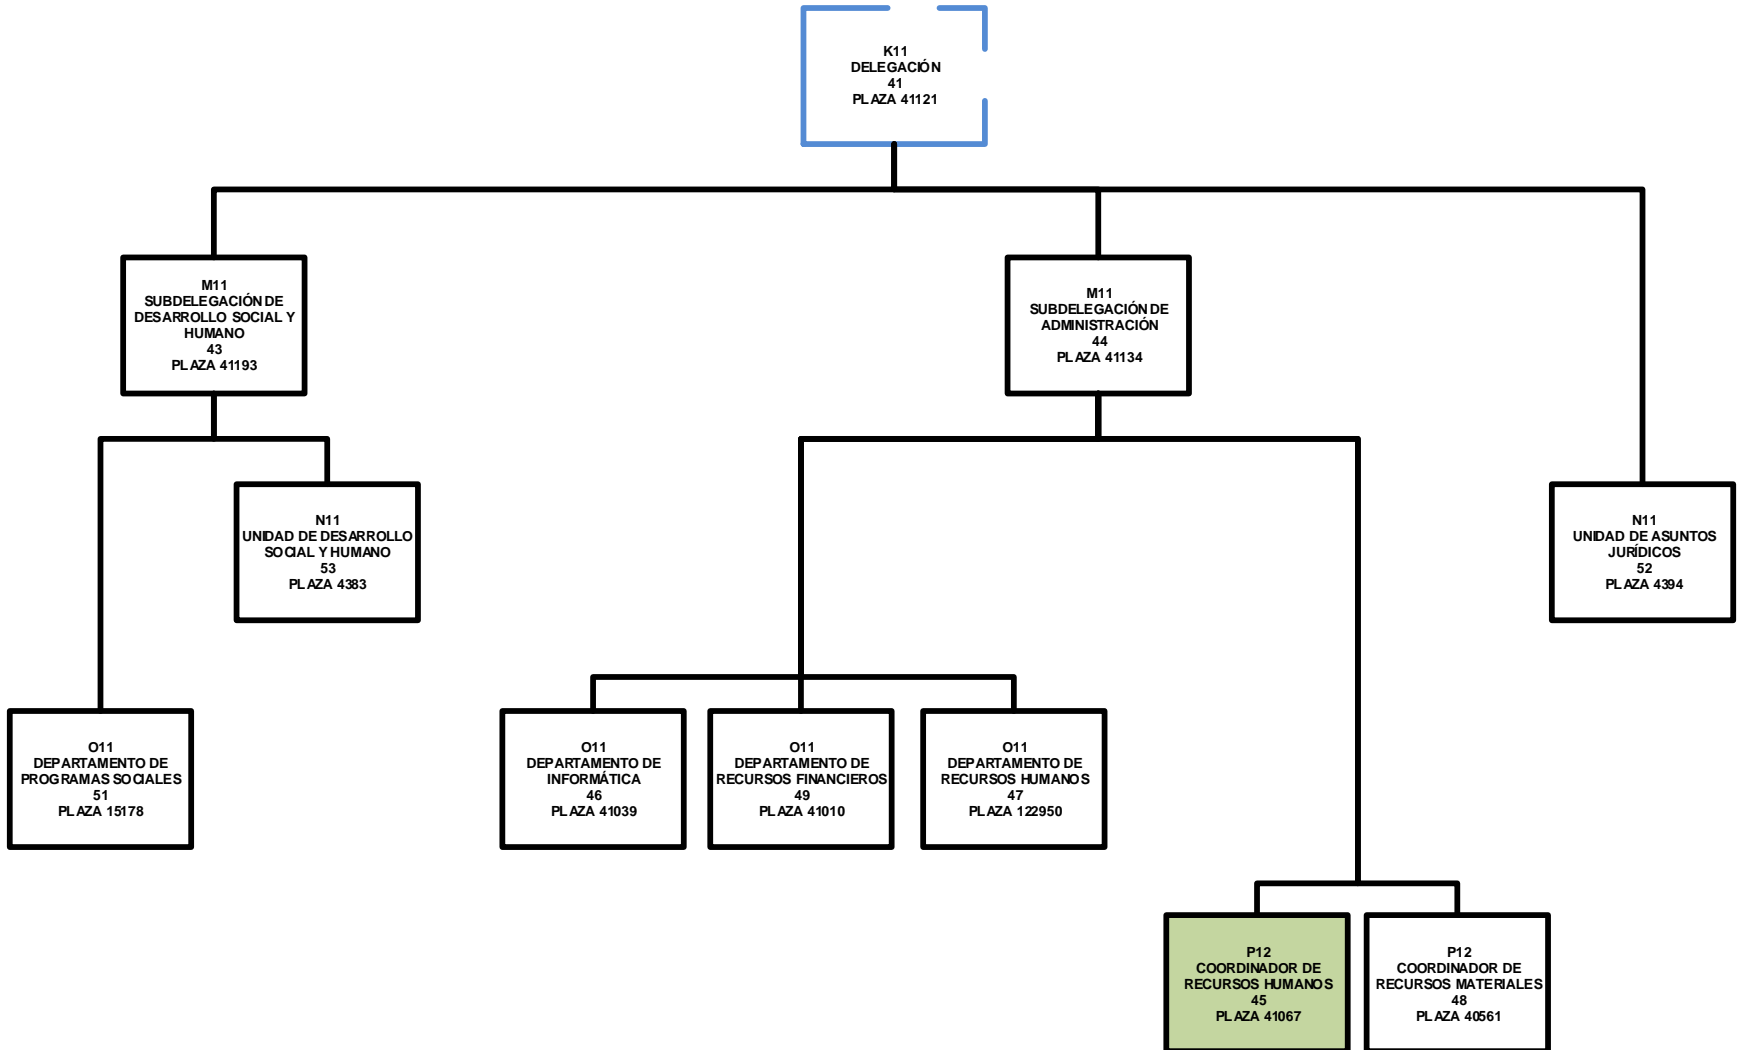 K11
DELEGACIÓN
41
PLAZA 41121
M11
SUBDELEGACIÓN DE
DESARROLLO SOCIAL Y
HUMANO
43
PLAZA 41193
M11
SUBDELEGACIÓN DE
ADMINISTRACIÓN
44
PLAZA 41134
N11
UNIDAD DE DESARROLLO
SOCIAL Y HUMANO
53
PLAZA 4383
N11
UNIDAD DE ASUNTOS
JURÍDICOS
52
PLAZA 4394
O11
DEPARTAMENTO DE
PROGRAMAS SOCIALES
51
PLAZA 15178
O11
DEPARTAMENTO DE
INFORMÁTICA
46
PLAZA 41039
O11
DEPARTAMENTO DE
RECURSOS FINANCIEROS
49
PLAZA 41010
O11
DEPARTAMENTO DE
RECURSOS HUMANOS
47
PLAZA 122950
P12
COORDINADOR DE
RECURSOS HUMANOS
45
PLAZA 41067
P12
COORDINADOR DE
RECURSOS MATERIALES
48
PLAZA 40561